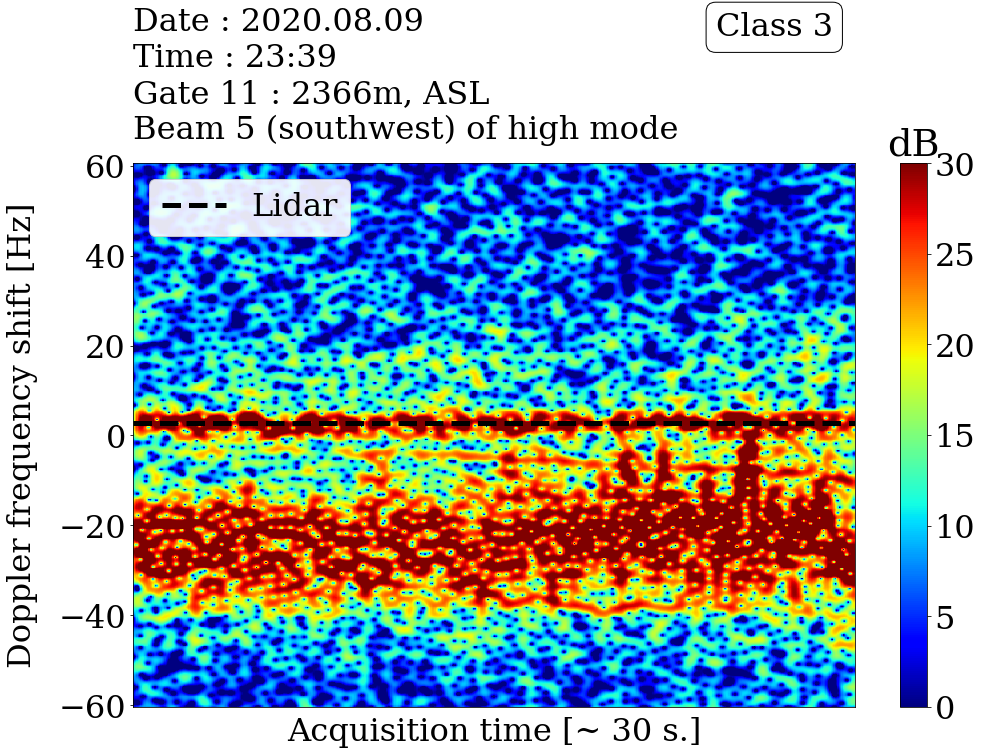 Date : 2020.08.09
Time : 23:39
Gate 11 : 2366m, ASL
Beam 5 (southwest) of high mode
Class 3
dB
Lidar
60
40
20
0
−20
−40
−60
Doppler frequency shift [Hz]
Acquisition time [~ 30 s.]
30
25
20
15
10
5
0